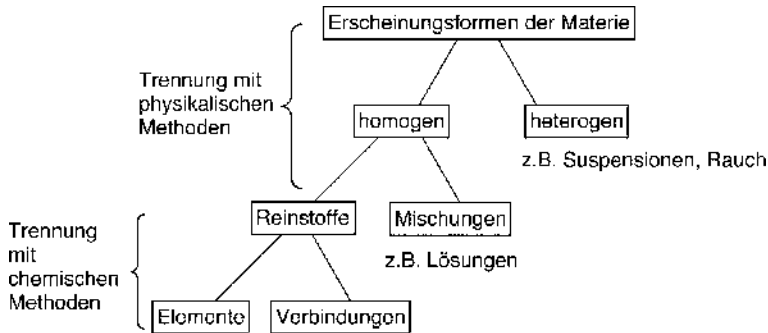 Erscheinungsformen der Materie
Trennung mit
physikalischen
Methoden
homogen
heterogen
z.B. Suspensionen, Rauch
Reinstoffe
Mischungen
z.B. Lösungen
Trennung
mit
chemischen
Methoden
Elemente
Verbindungen